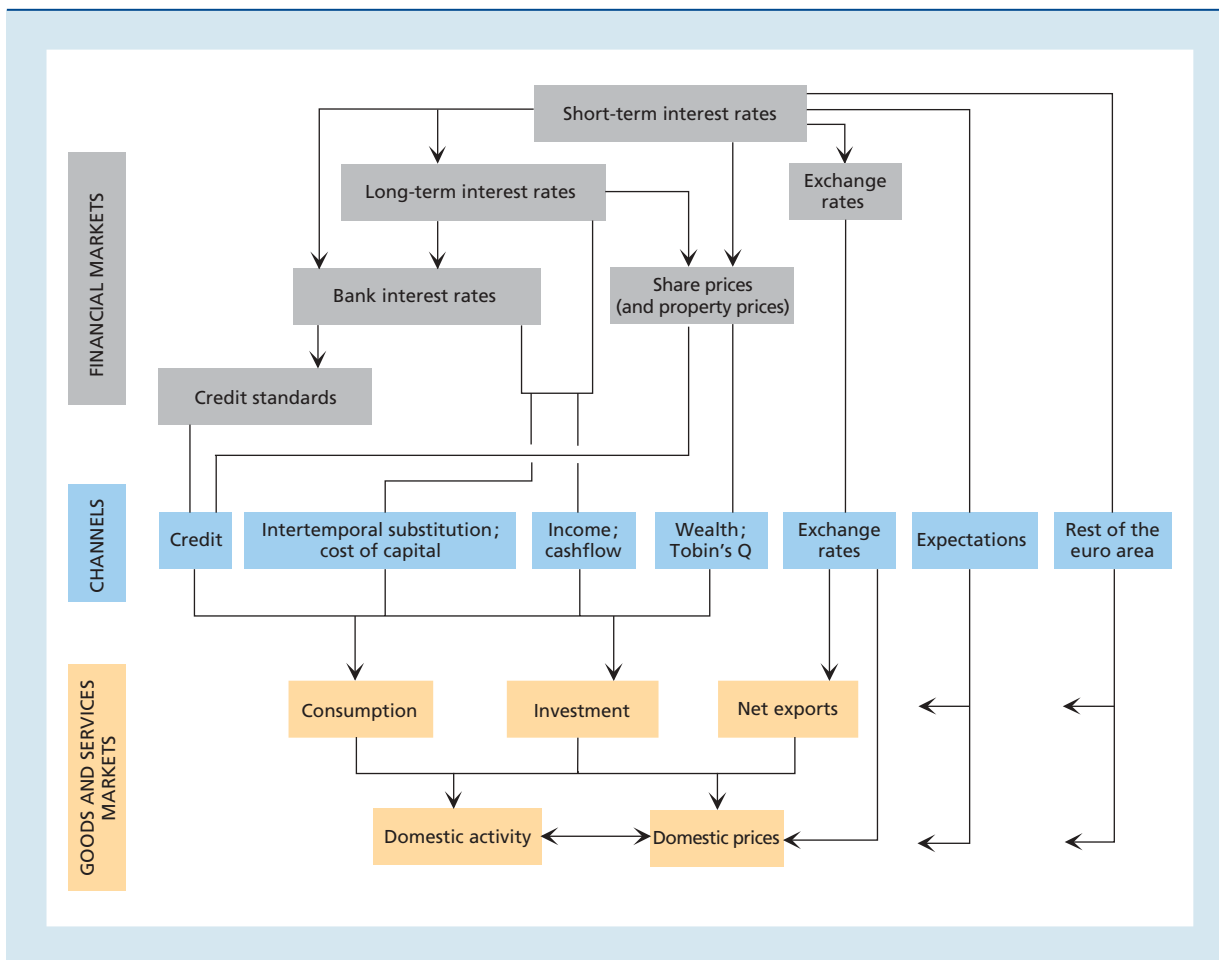 Short-term interest rates
Long-term interest rates
Exchange
rates
Bank interest rates
Share prices
(and property prices)
Credit standards
FINANCIAL MARKETS
CHANNELS
Credit
Intertemporal substitution;
cost of capital
Income;
cashflow
Wealth;
Tobin's Q
Exchange
rates
Expectations
Rest of the
euro area
GOODS AND SERVICES
MARKETS
Consumption
Investment
Net exports
Domestic activity
Domestic prices